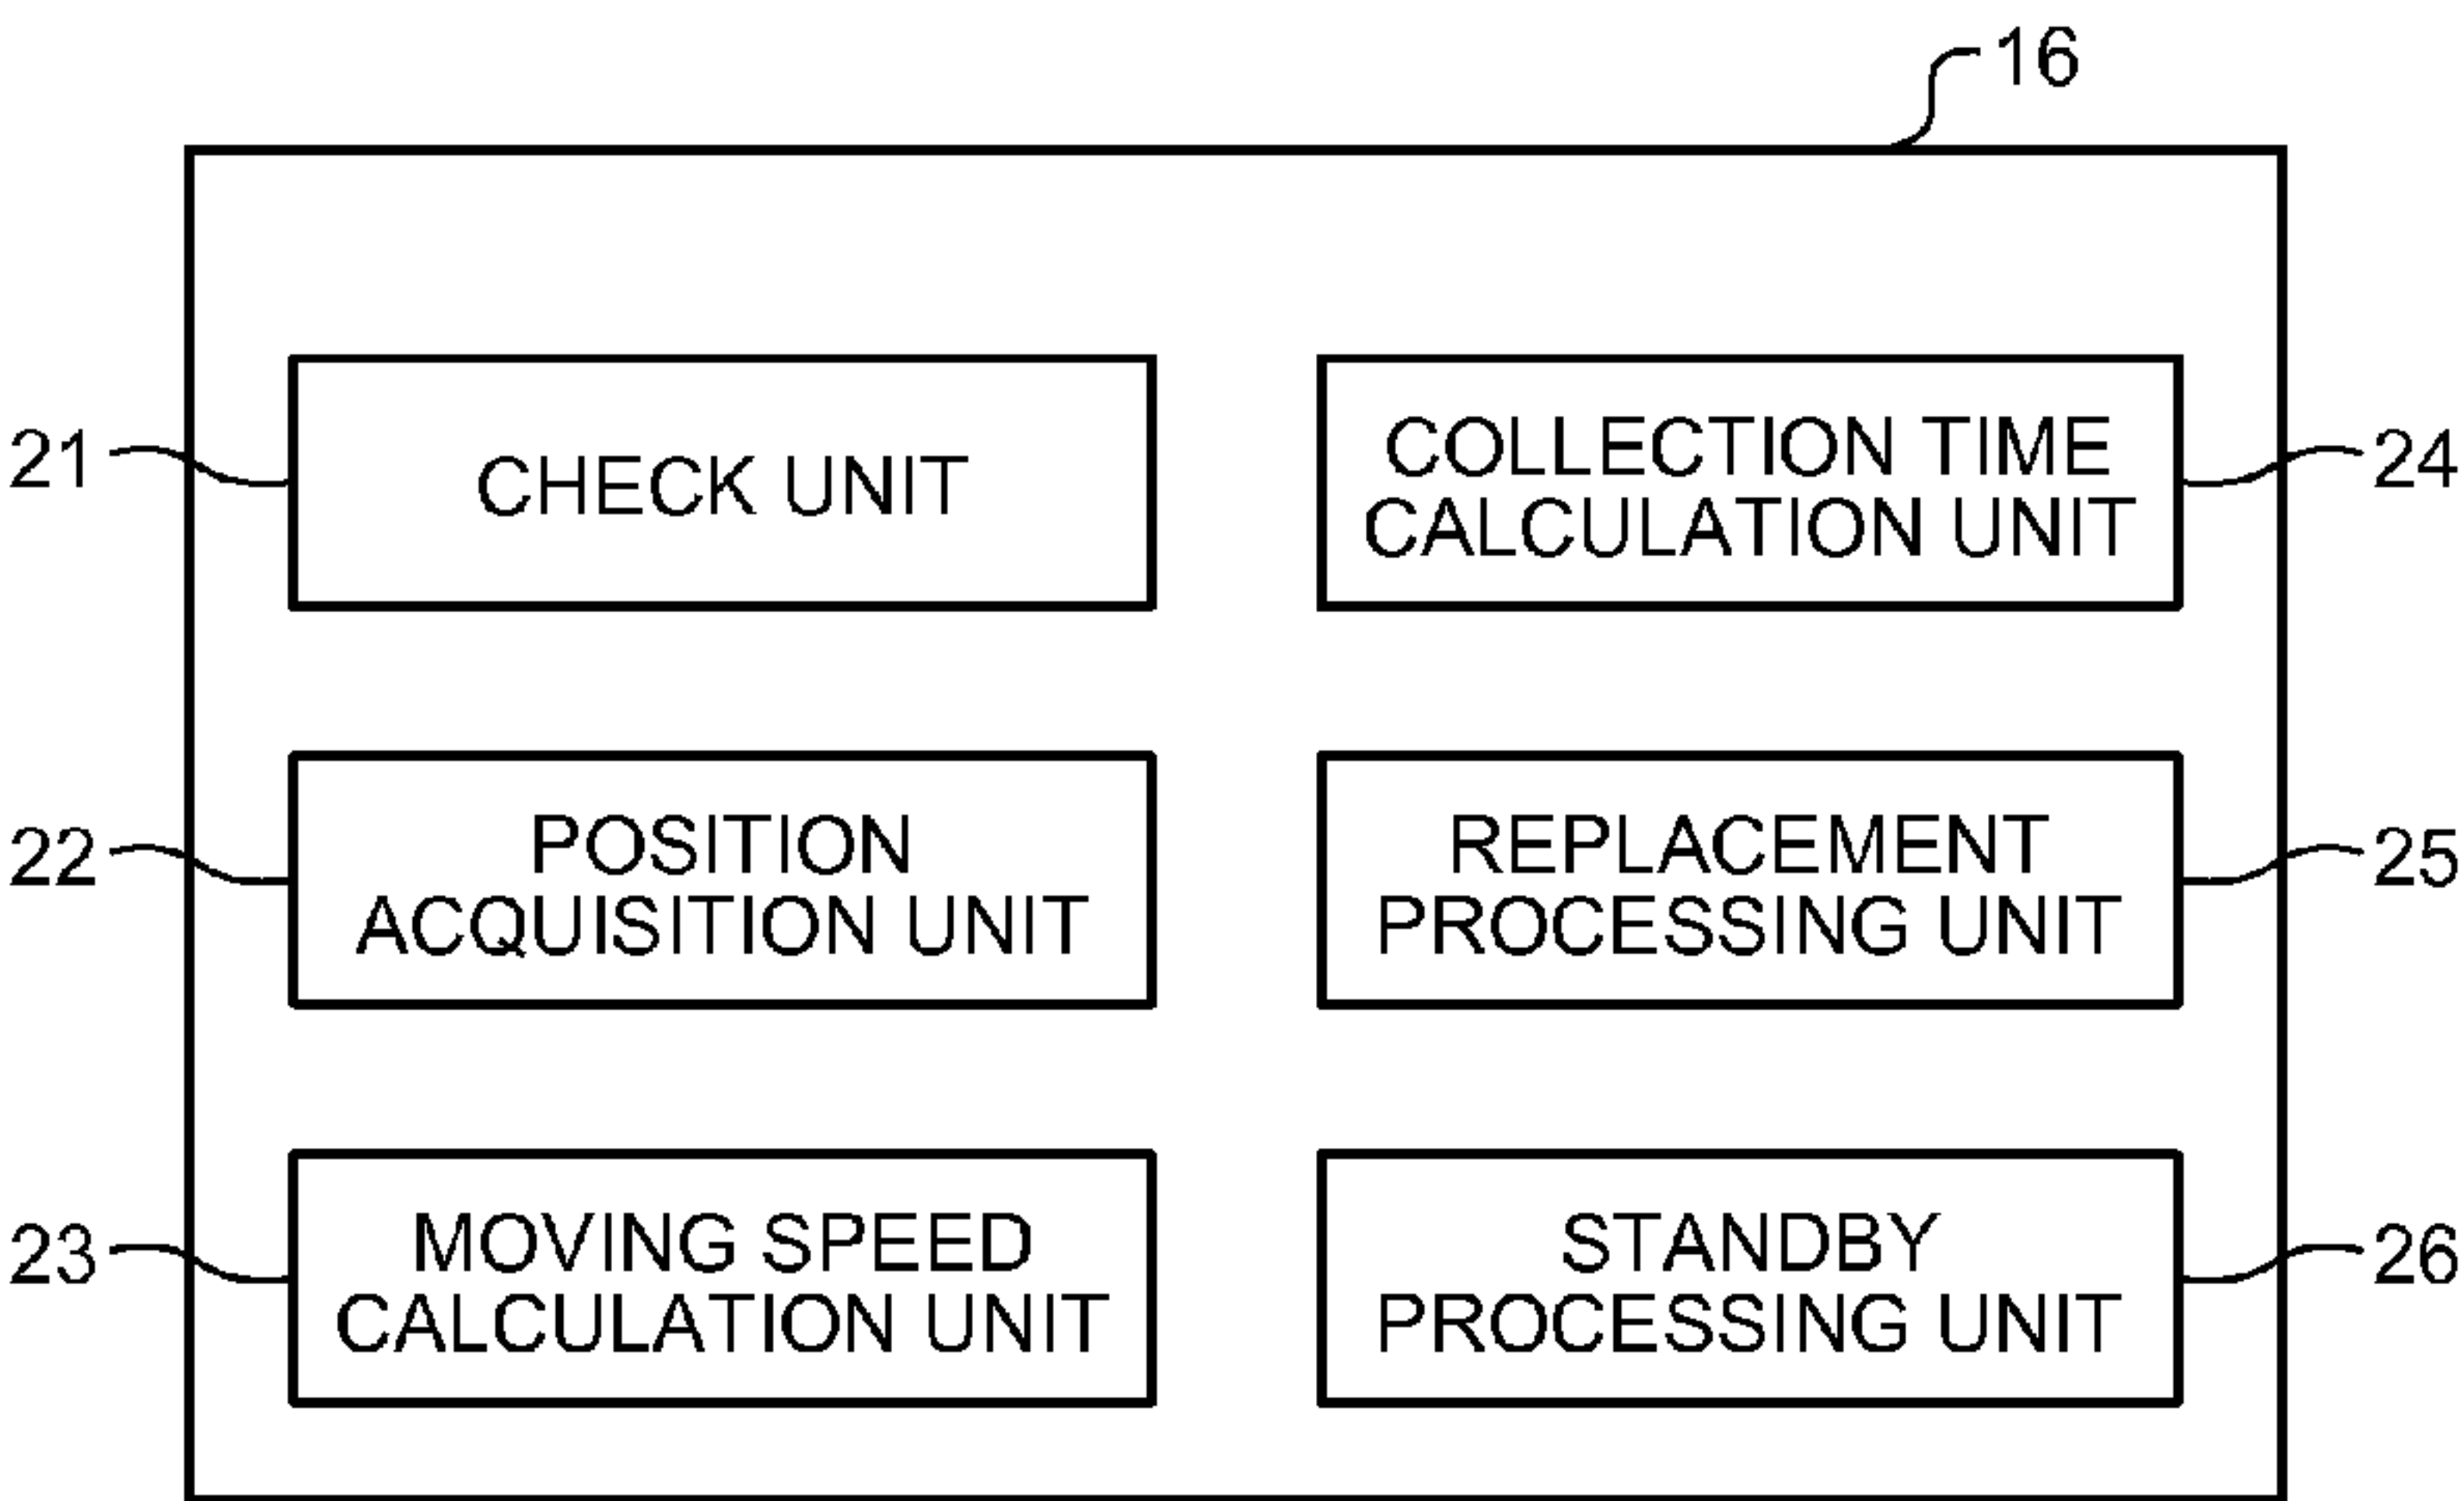 16
21
CHECK UNIT
COLLECTION TIME
CALCULATION UNIT
24
22
POSITION
ACQUISITION UNIT
REPLACEMENT
PROCESSING UNIT
25
23
MOVING SPEED
CALCULATION UNIT
STANDBY
PROCESSING UNIT
26